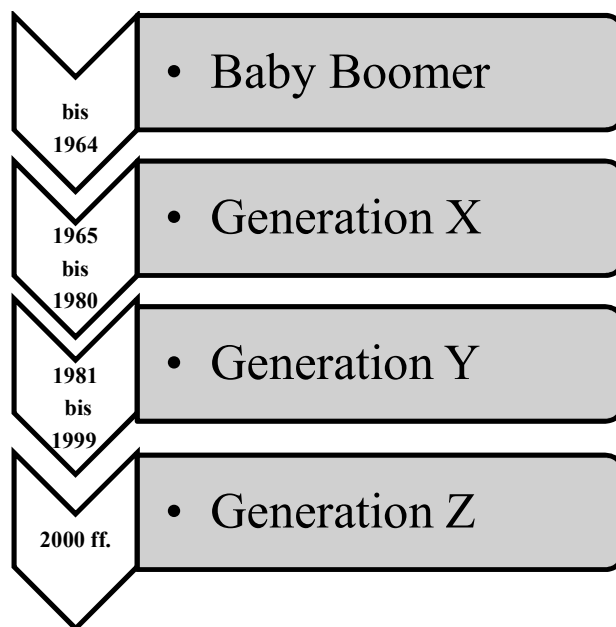 • Baby Boomer
bis
1964
• Generation X
1965
bis
1980
• Generation Y
1981
bis
1999
• Generation Z
2000 ff.